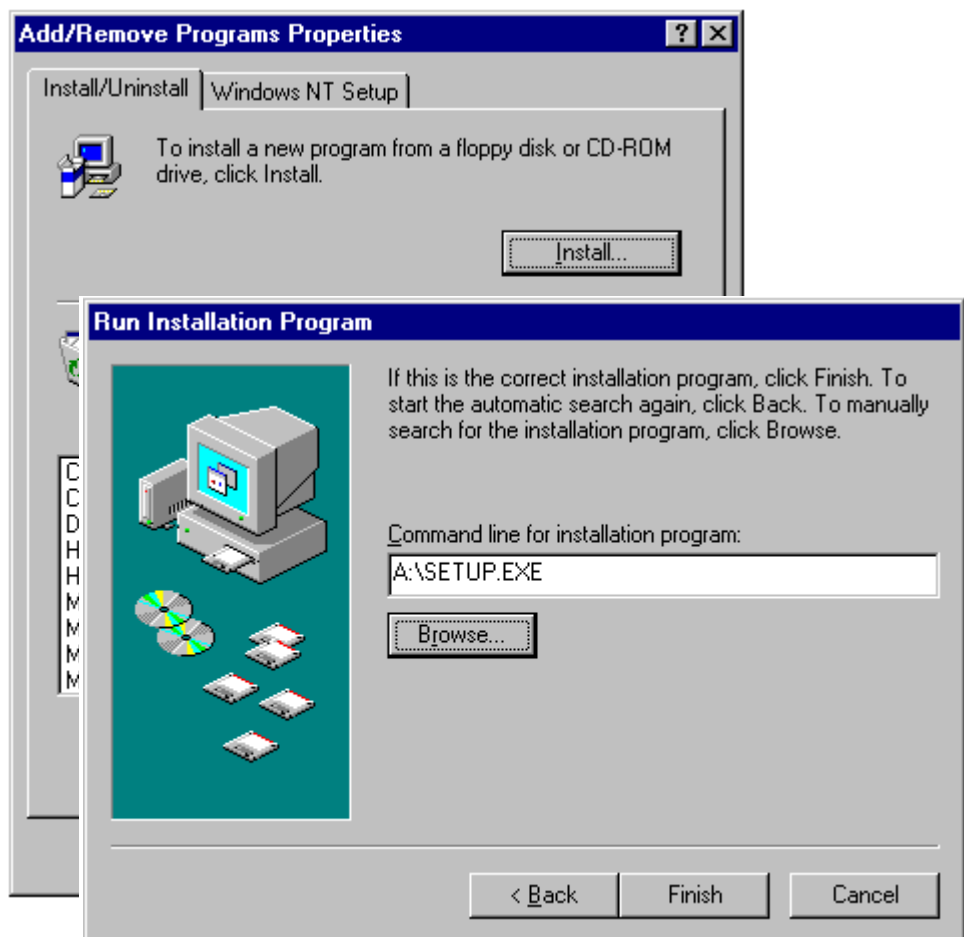 Add/Remove Programs Properties
Install/Uninstall
Windows NT Setup
To install a new program from a floppy disk or CD-ROM
drive, click Install.
Install...
Run Installation Program
If this is the correct installation program, click Finish. To
start the automatic search again, click Back. To manually
search for the installation program, click Browse.
C
C
D
H
H
M
M
M
M
Command line for installation program:
A:\SETUP.EXE
Browse...
< Back
Finish
Cancel